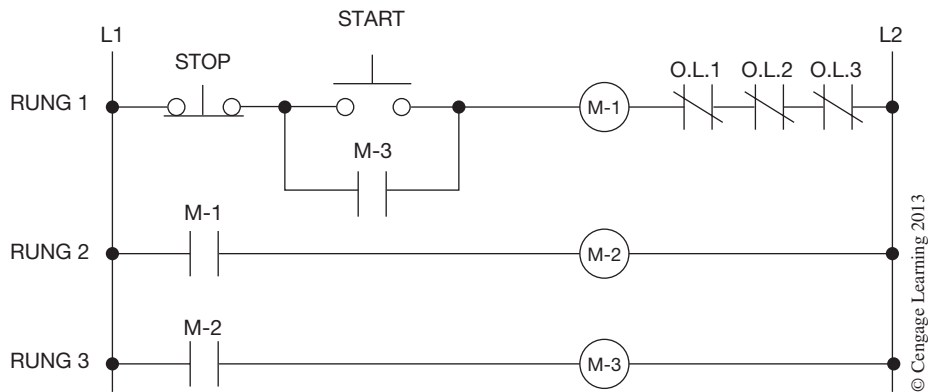 START
L1
L2
STOP
O.L.1 O.L.2 O.L.3
RUNG 1
M-1
M-3
M-1
RUNG 2
M-2
M-2
RUNG 3
M-3
© Cengage Learning 2013